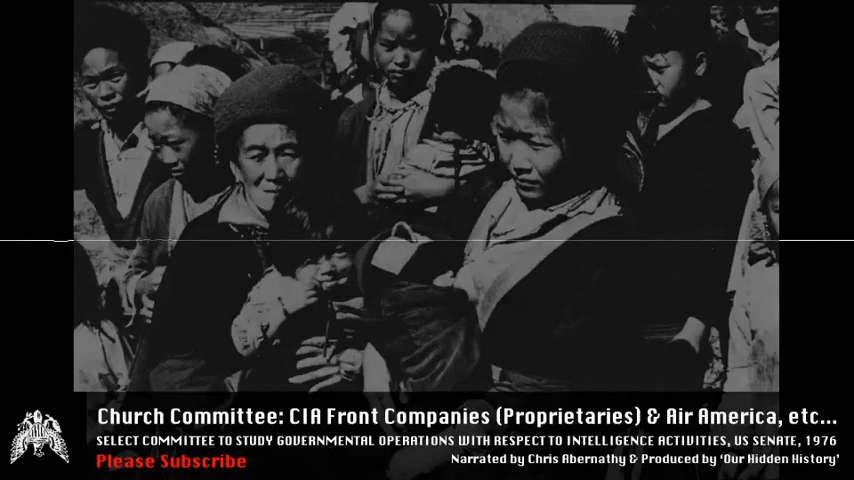 Church Committee: CIA Front Companies (Proprietaries) & Air America, etc...
SELECT COMMITTEE TO STUDY GOVERNMENTAL OPERATIONS WITH RESPECT TO INTELLIGENCE ACTIVITIES, US SENATE, 1976
Please Subscribe
Narrated by Chris Abernathy & Produced by ‘Our Hidden History’